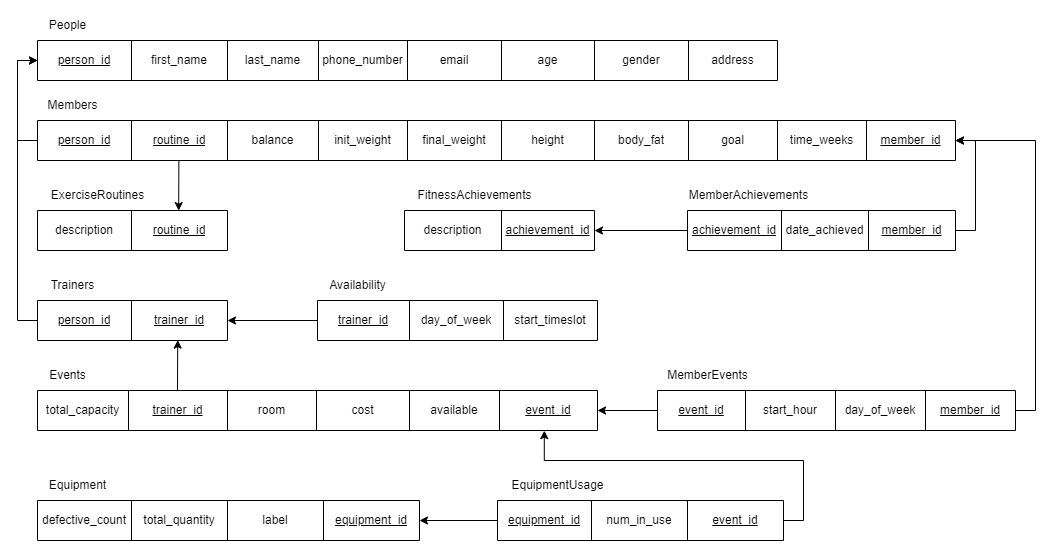 People
person_id first_name last_name phone_number email age gender address
Members
person_id routine_id balance init_weight final_weight height body_fat goal time_weeks member_id
ExerciseRoutines FitnessAchievements MemberAchievements
description routine_id description achievement_id achievement_id date_achieved member_id
Trainers Availability
person_id trainer_id trainer_id day_of_week start_timeslot
Events MemberEvents
total_capacity trainer_id room cost available event_id event_id start_hour day_of_week member_id
Equipment EquipmentUsage
defective_count total_quantity label equipment_id equipment_id num_in_use event_id